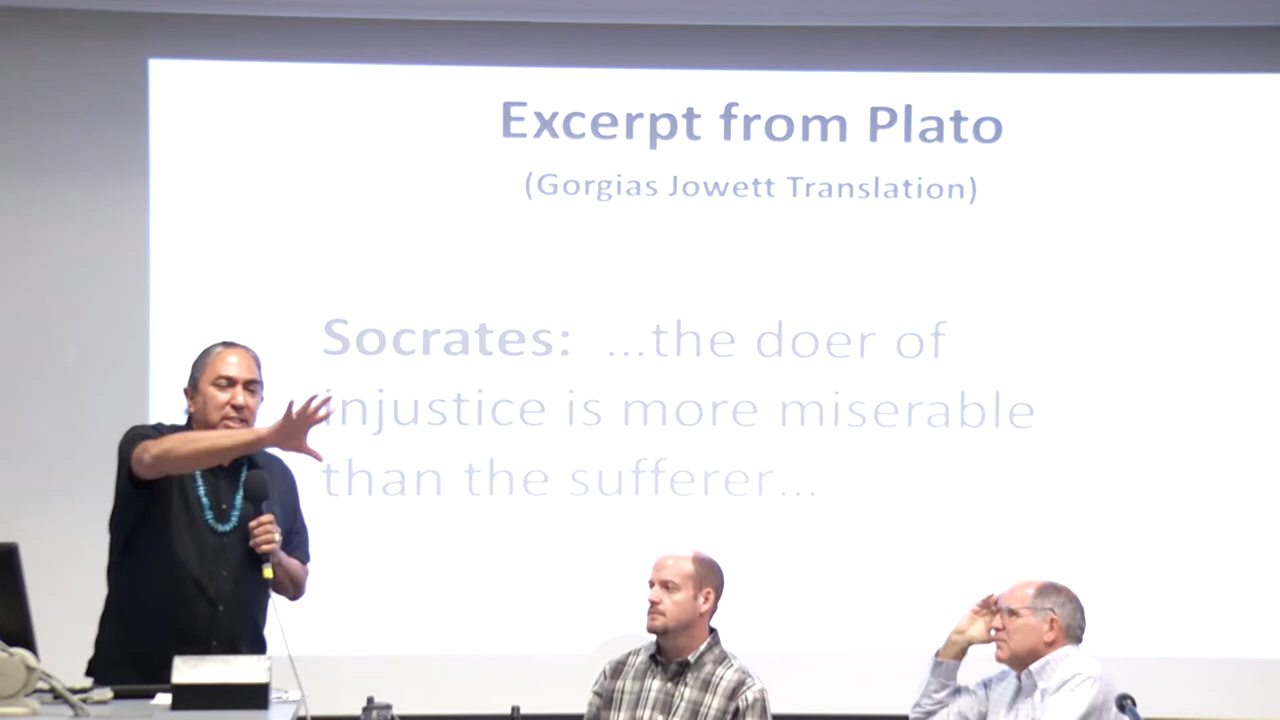 Excerpt from Plato
(Gorgias Jowett Translation)
Socrates: ...the doer of
injustice is more miserable
than the sufferer...